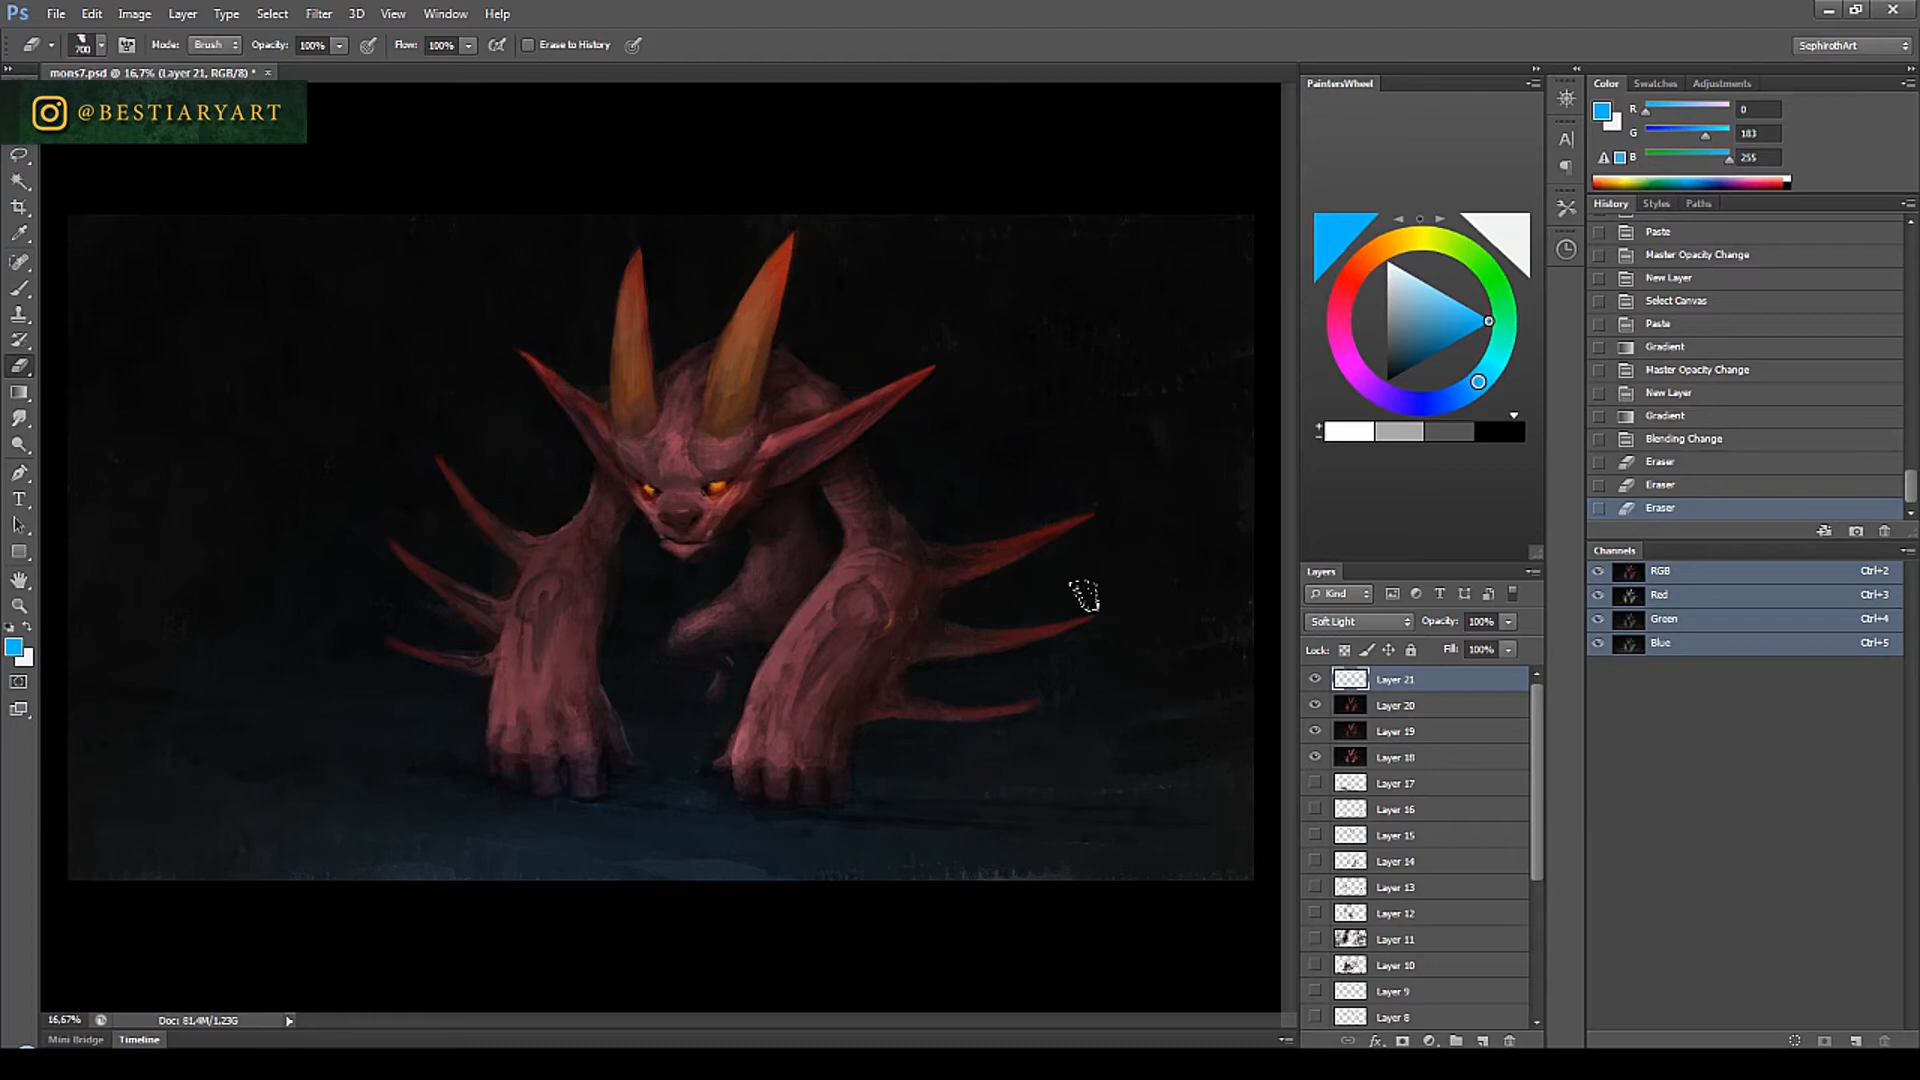 Ps File Edit Image Layer Type Select Filter 3D View Window Help
700 Mode: Brush Opacity: 100% Flow: 100% Erase to History SephirothArt
mons7.psd @ 16,7% (Layer 21, RGB/8) * ×
@BESTIARYART
PaintersWheel
Color Swatches Adjustments
R 0
G 183
B 255
History Styles Paths
Paste
Master Opacity Change
New Layer
Select Canvas
Paste
Gradient
Master Opacity Change
New Layer
Gradient
Blending Change
Eraser
Eraser
Eraser
Channels
RGB Ctrl+2
Red Ctrl+3
Green Ctrl+4
Blue Ctrl+5
Layers
Kind
Soft Light Opacity: 100%
Lock: Fill: 100%
Layer 21
Layer 20
Layer 19
Layer 18
Layer 17
Layer 16
Layer 15
Layer 14
Layer 13
Layer 12
Layer 11
Layer 10
Layer 9
Layer 8
16,67% Doc: 81,4M/1,23G
Mini Bridge Timeline